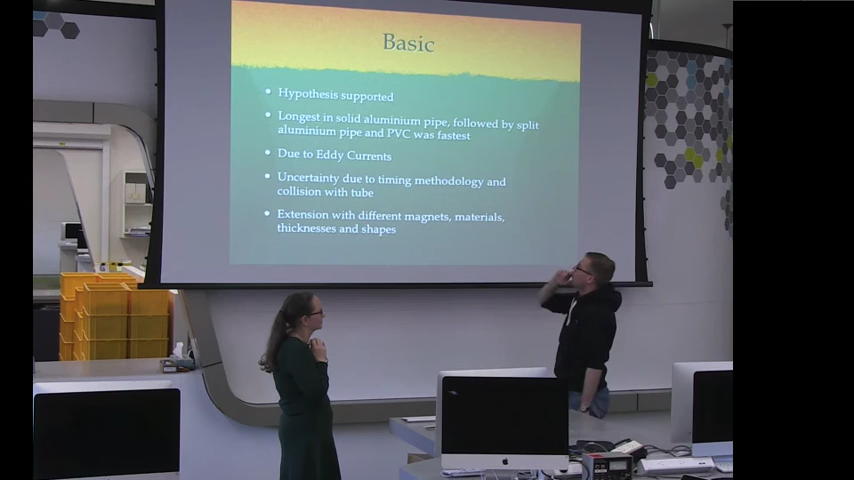 Basic
• Hypothesis supported
• Longest in solid aluminium pipe, followed by split
aluminium pipe and PVC was fastest
• Due to Eddy Currents
• Uncertainty due to timing methodology and
collision with tube
• Extension with different magnets, materials,
thicknesses and shapes